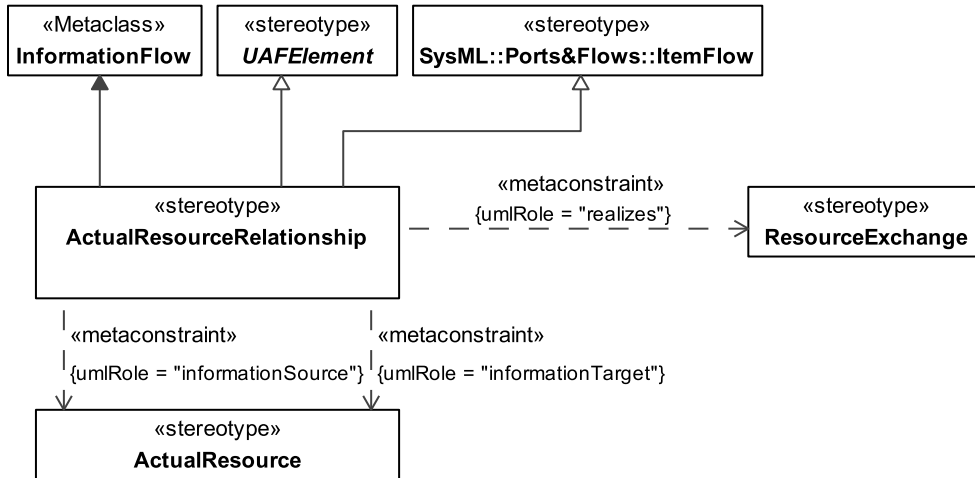 «Metaclass»
InformationFlow
«stereotype»
UAFElement
«stereotype»
SysML::Ports&Flows::ItemFlow
«stereotype»
ActualResourceRelationship
«metaconstraint»
{umlRole = "realizes"}
«stereotype»
ResourceExchange
«metaconstraint»
{umlRole = "informationSource"}
«metaconstraint»
{umlRole = "informationTarget"}
«stereotype»
ActualResource